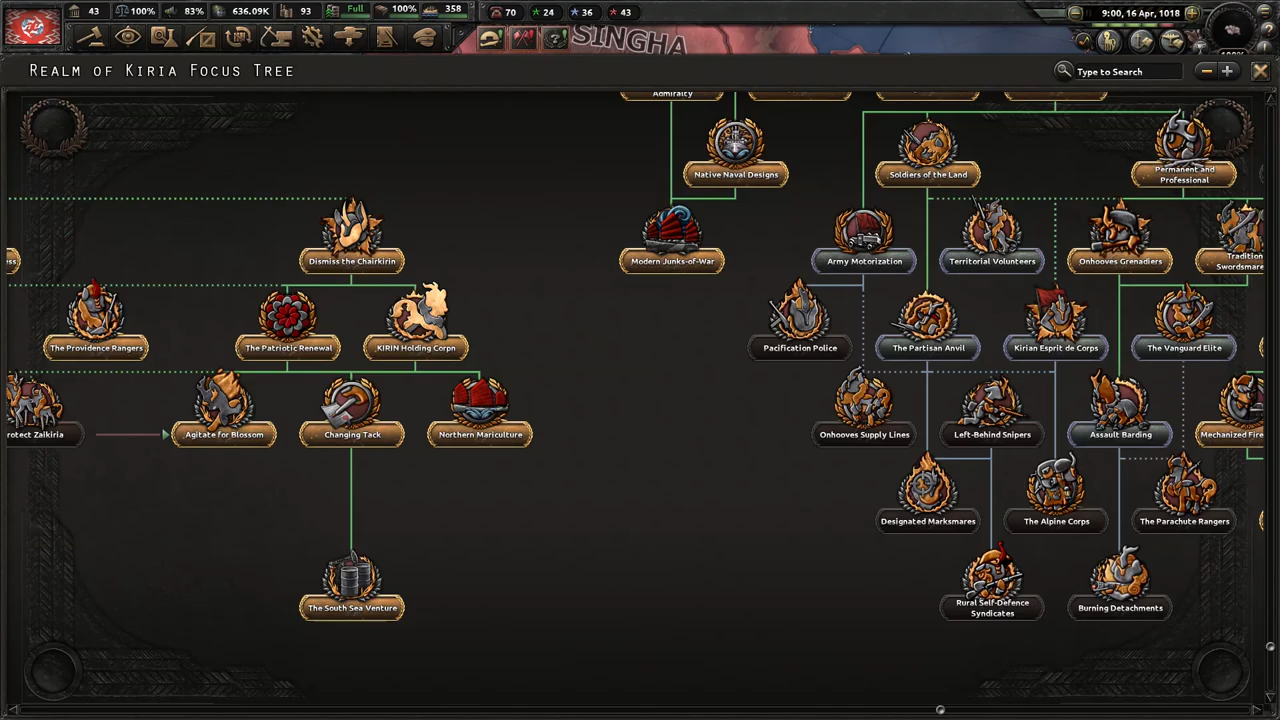 43
100%
83%
636.09K
93
Full
100%
358
70
24
36
43
9:00, 16 Apr, 1018
SINGHA
Realm of Kiria Focus Tree
Type to Search
Admiralty
Native Naval Designs
Soldiers of the Land
Permanent and
Professional
Dismiss the Chairkirin
Modern Junks-of-War
Army Motorization
Territorial Volunteers
Onhooves Grenadiers
Tradition
Swordsmare
The Providence Rangers
The Patriotic Renewal
KIRIN Holding Corpn
Pacification Police
The Partisan Anvil
Kirian Esprit de Corps
The Vanguard Elite
rotect Zaikiria
Agitate for Blossom
Changing Tack
Northern Mariculture
Onhooves Supply Lines
Left-Behind Snipers
Assault Barding
Mechanized Fire
Designated Marksmares
The Alpine Corps
The Parachute Rangers
The South Sea Venture
Rural Self-Defence
Syndicates
Burning Detachments